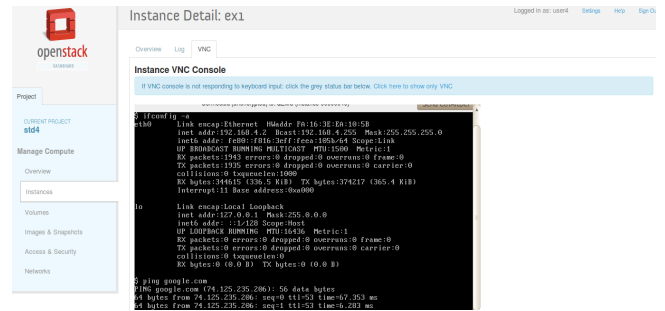 Instance Detail: ex1
Logged in as: user4 Settings Help Sign Ou
openstack
DASHBOARD
Overview Log VNC
Instance VNC Console
If VNC console is not responding to keyboard input: click the grey status bar below. Click here to show only VNC
Project
CURRENT PROJECT
std4
Manage Compute
Overview
Instances
Volumes
Images & Snapshots
Access & Security
Networks
$ ifconfig -a
eth0 Link encap:Ethernet HWaddr FA:16:3E:EA:10:5B
inet addr:192.168.4.2 Bcast:192.168.4.255 Mask:255.255.255.0
inet6 addr: fe80::f816:3eff:feea:105b/64 Scope:Link
UP BROADCAST RUNNING MULTICAST MTU:1500 Metric:1
RX packets:1943 errors:0 dropped:0 overruns:0 frame:0
TX packets:1935 errors:0 dropped:0 overruns:0 carrier:0
collisions:0 txqueuelen:1000
RX bytes:344615 (336.5 KiB) TX bytes:374217 (365.4 KiB)
Interrupt:11 Base address:0xa000
lo Link encap:Local Loopback
inet addr:127.0.0.1 Mask:255.0.0.0
inet6 addr: ::1/128 Scope:Host
UP LOOPBACK RUNNING MTU:16436 Metric:1
RX packets:0 errors:0 dropped:0 overruns:0 frame:0
TX packets:0 errors:0 dropped:0 overruns:0 carrier:0
collisions:0 txqueuelen:0
RX bytes:0 (0.0 B) TX bytes:0 (0.0 B)
$ ping google.com
PING google.com (74.125.235.206): 56 data bytes
64 bytes from 74.125.235.206: seq=0 ttl=53 time=67.353 ms
64 bytes from 74.125.235.206: seq=1 ttl=53 time=6.283 ms